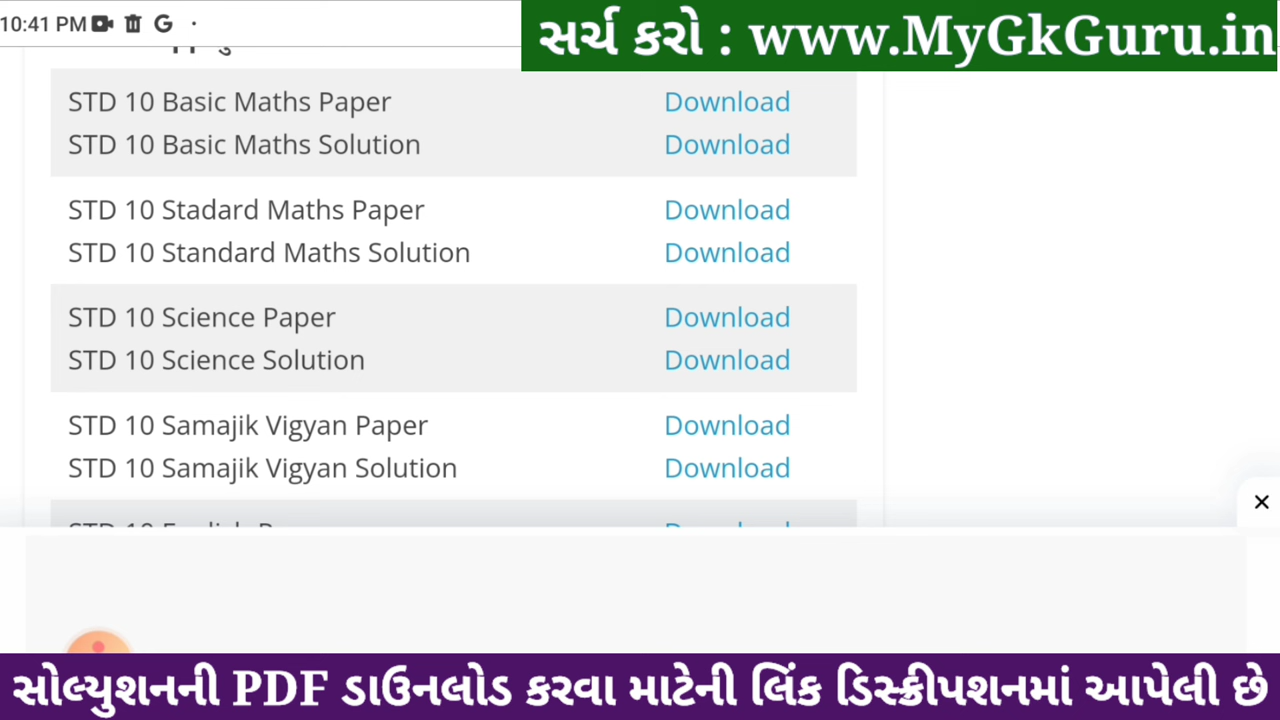 10:41 PM
સર્ચ કરો : www.MyGkGuru.in
STD 10 Basic Maths Paper Download
STD 10 Basic Maths Solution Download
STD 10 Stadard Maths Paper Download
STD 10 Standard Maths Solution Download
STD 10 Science Paper Download
STD 10 Science Solution Download
STD 10 Samajik Vigyan Paper Download
STD 10 Samajik Vigyan Solution Download
સોલ્યુશનની PDF ડાઉનલોડ કરવા માટેની લિંક ડિસ્ક્રીપશનમાં આપેલી છે